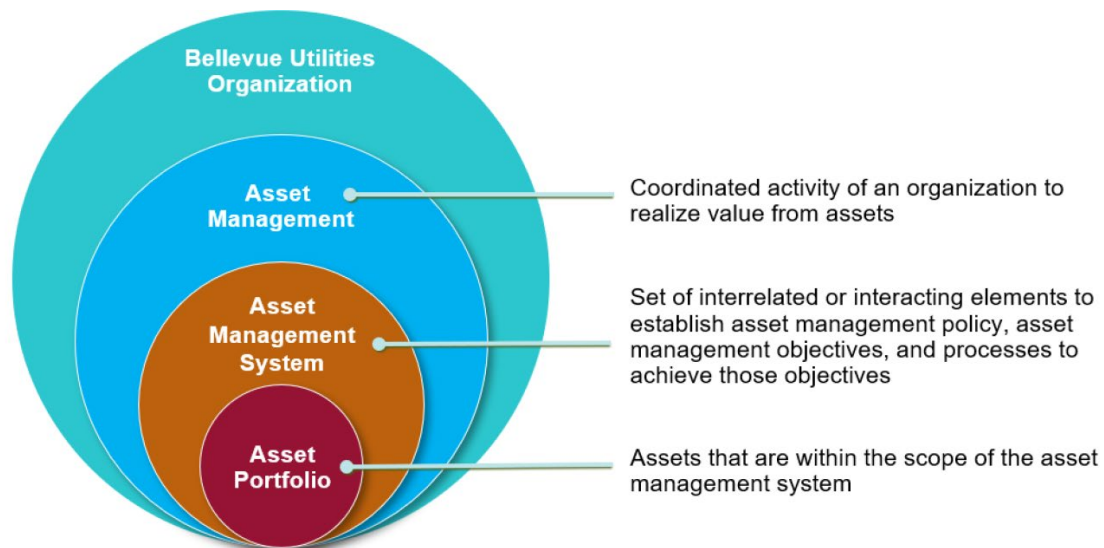 Bellevue Utilities
Organization
Asset
Management
Coordinated activity of an organization to
realize value from assets
Asset
Management
System
Set of interrelated or interacting elements to
establish asset management policy, asset
management objectives, and processes to
achieve those objectives
Asset
Portfolio
Assets that are within the scope of the asset
management system